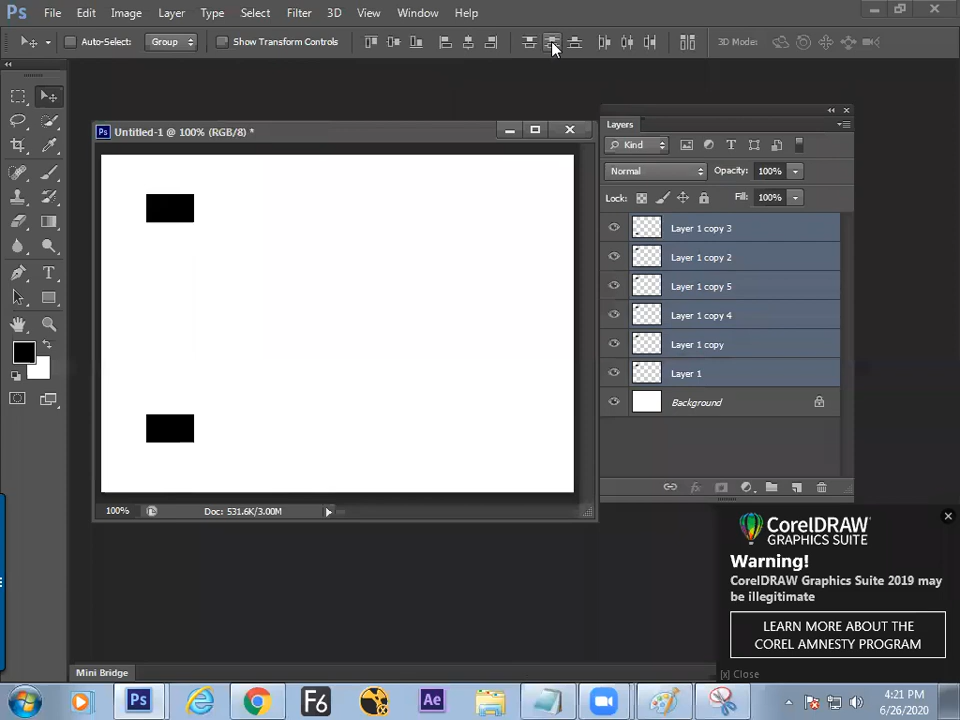 Ps File Edit Image Layer Type Select Filter 3D View Window Help
Auto-Select: Group Show Transform Controls 3D Mode:
Untitled-1 @ 100% (RGB/8) *
Layers
Kind
Normal Opacity: 100%
Lock: Fill: 100%
Layer 1 copy 3
Layer 1 copy 2
Layer 1 copy 5
Layer 1 copy 4
Layer 1 copy
Layer 1
Background
100% Doc: 531.6K/3.00M
CorelDRAW
GRAPHICS SUITE
Warning!
CorelDRAW Graphics Suite 2019 may
be illegitimate
LEARN MORE ABOUT THE
COREL AMNESTY PROGRAM
[x] Close
Mini Bridge
Ps F6 Ae
4:21 PM
6/26/2020